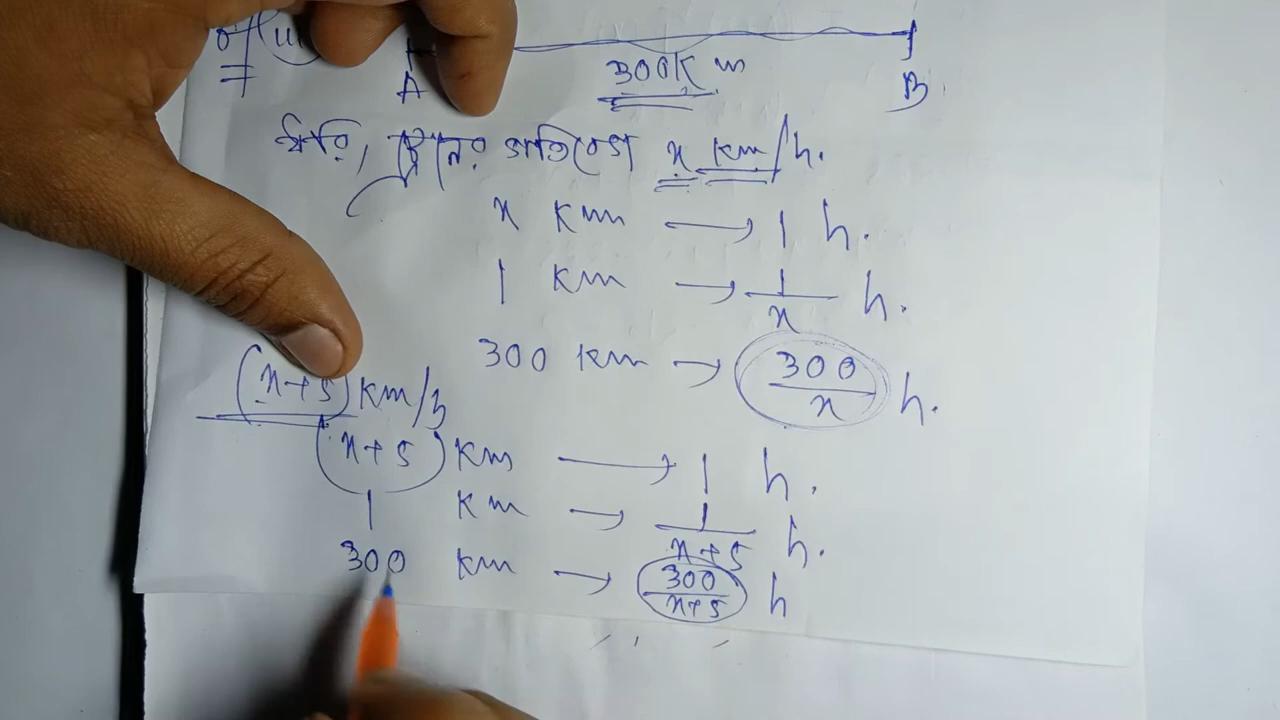 300 km
A B
ধরি, ট্রেনের গতিবেগ x km/h.
x km → 1 h.
1 km → 1/x h.
300 km → 300/x h.
(x+5) km/h
(x+5) km → 1 h.
1 km → 1/x+5 h.
300 km → 300/x+5 h